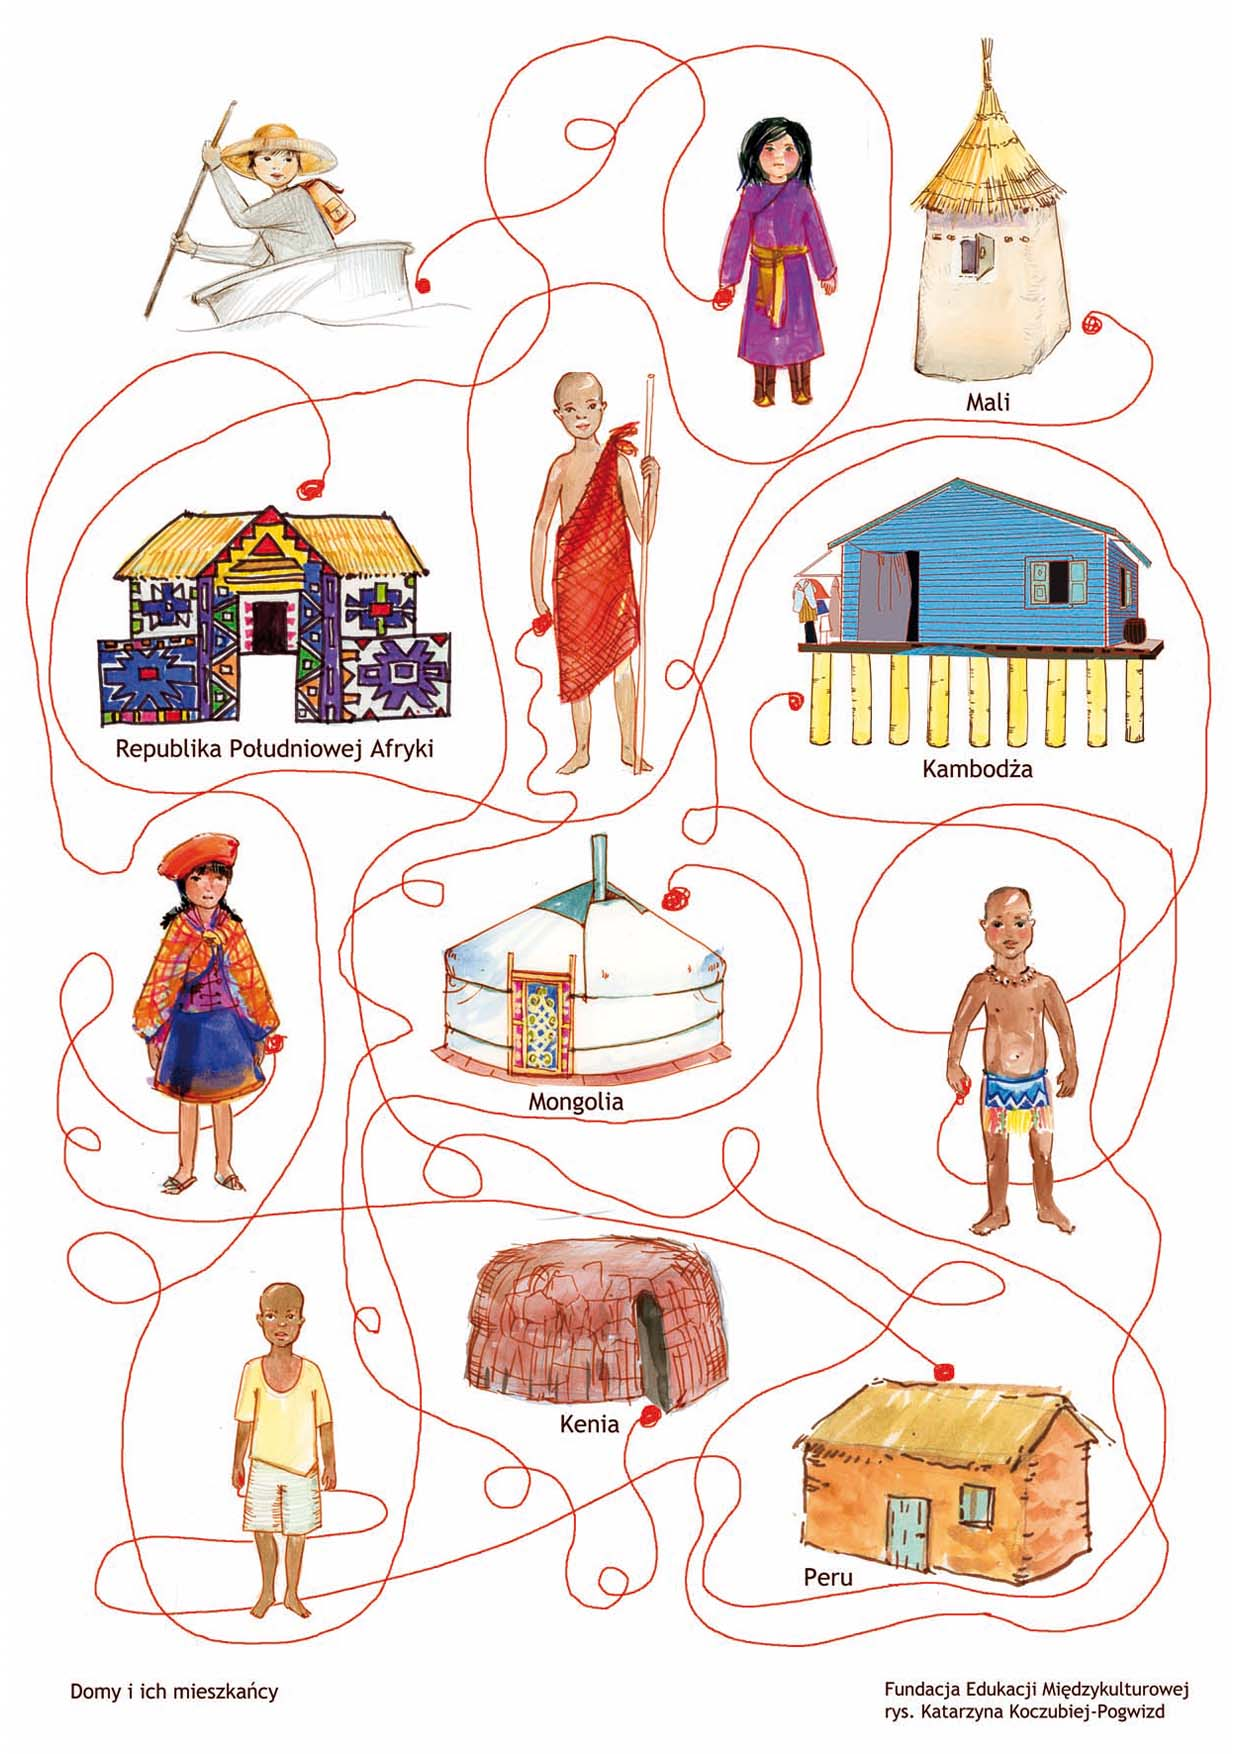 Mali
Republika Południowej Afryki
Kambodża
Mongolia
Kenia
Peru
Domy i ich mieszkańcy
Fundacja Edukacji Międzykulturowej
rys. Katarzyna Koczubiej-Pogwizd